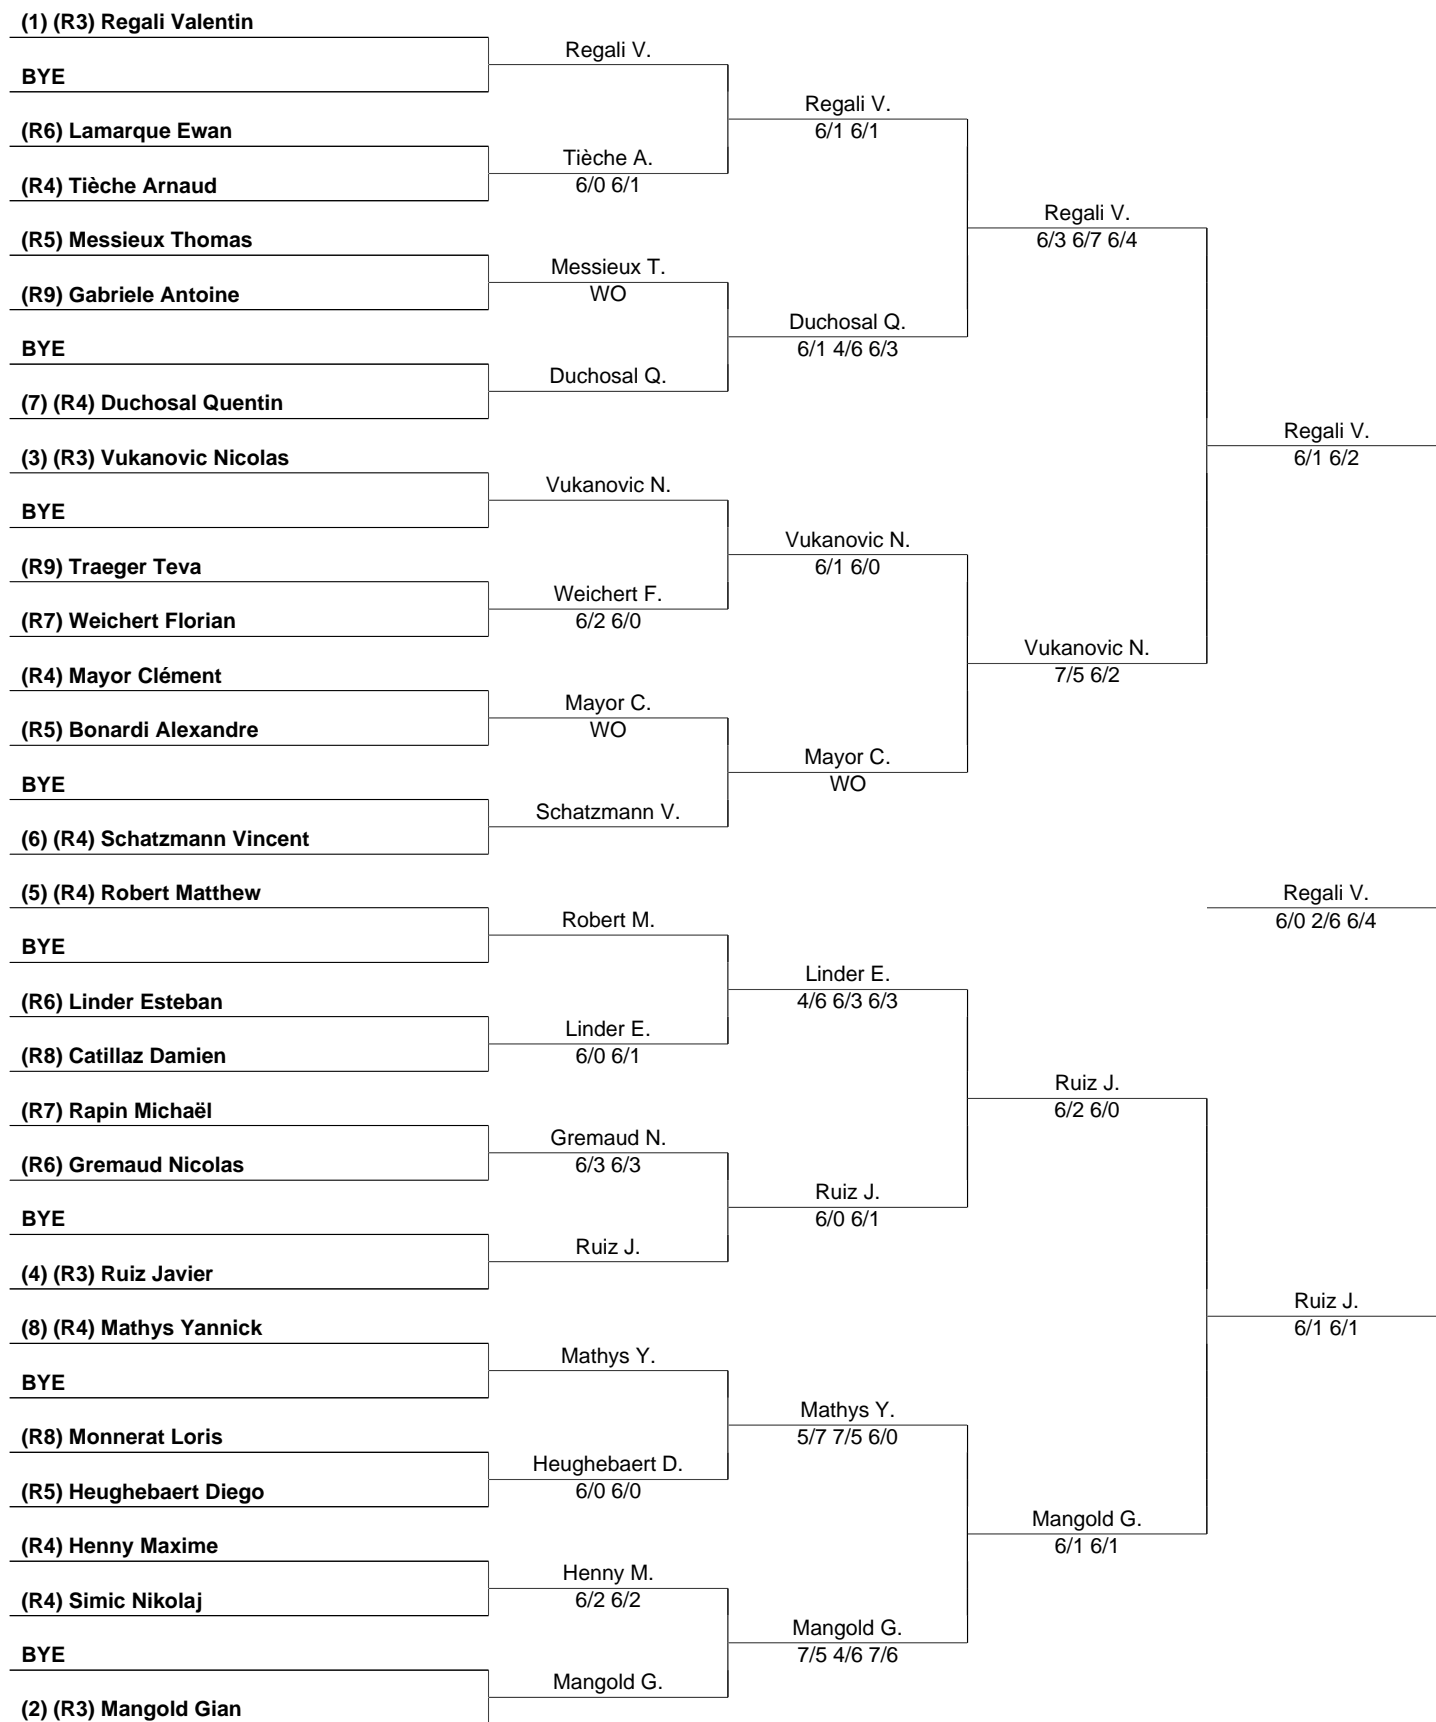 (1) (R3) Regali Valentin
BYE
(R6) Lamarque Ewan
(R4) Tièche Arnaud
(R5) Messieux Thomas
(R9) Gabriele Antoine
BYE
(7) (R4) Duchosal Quentin
(3) (R3) Vukanovic Nicolas
BYE
(R9) Traeger Teva
(R7) Weichert Florian
(R4) Mayor Clément
(R5) Bonardi Alexandre
BYE
(6) (R4) Schatzmann Vincent
(5) (R4) Robert Matthew
BYE
(R6) Linder Esteban
(R8) Catillaz Damien
(R7) Rapin Michaël
(R6) Gremaud Nicolas
BYE
(4) (R3) Ruiz Javier
(8) (R4) Mathys Yannick
BYE
(R8) Monnerat Loris
(R5) Heughebaert Diego
(R4) Henny Maxime
(R4) Simic Nikolaj
BYE
(2) (R3) Mangold Gian
Regali V.
Tièche A.
6/0 6/1
Messieux T.
WO
Duchosal Q.
Vukanovic N.
Weichert F.
6/2 6/0
Mayor C.
WO
Schatzmann V.
Robert M.
Linder E.
6/0 6/1
Gremaud N.
6/3 6/3
Ruiz J.
Mathys Y.
Heughebaert D.
6/0 6/0
Henny M.
6/2 6/2
Mangold G.
Regali V.
6/1 6/1
Duchosal Q.
6/1 4/6 6/3
Vukanovic N.
6/1 6/0
Mayor C.
WO
Linder E.
4/6 6/3 6/3
Ruiz J.
6/0 6/1
Mathys Y.
5/7 7/5 6/0
Mangold G.
7/5 4/6 7/6
Regali V.
6/3 6/7 6/4
Vukanovic N.
7/5 6/2
Ruiz J.
6/2 6/0
Mangold G.
6/1 6/1
Regali V.
6/1 6/2
Regali V.
6/0 2/6 6/4
Ruiz J.
6/1 6/1